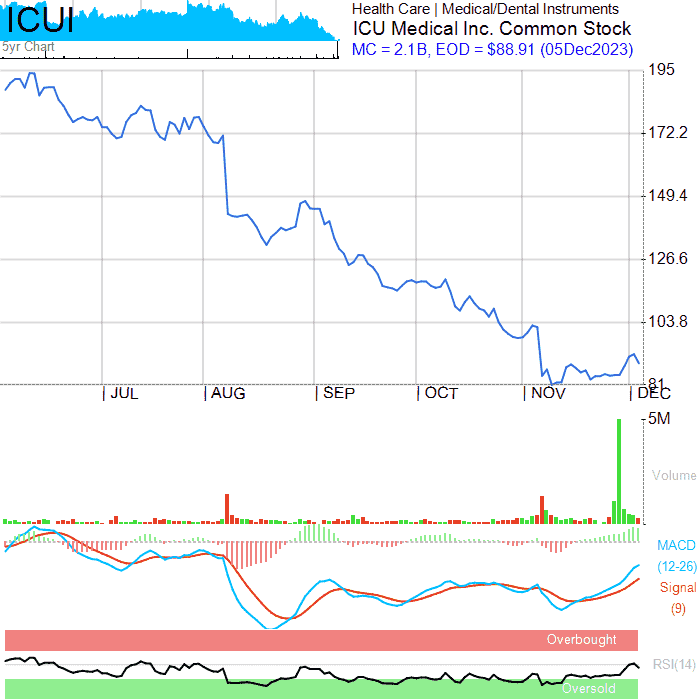 ICUI
5yr Chart
Health Care | Medical/Dental Instruments
ICU Medical Inc. Common Stock
MC = 2.1B, EOD = $88.91 (05Dec2023)
195
172.2
149.4
126.6
103.8
81
JUL AUG SEP OCT NOV DEC
5M
Volume
MACD
(12-26)
Signal
(9)
Overbought
RSI(14)
Oversold